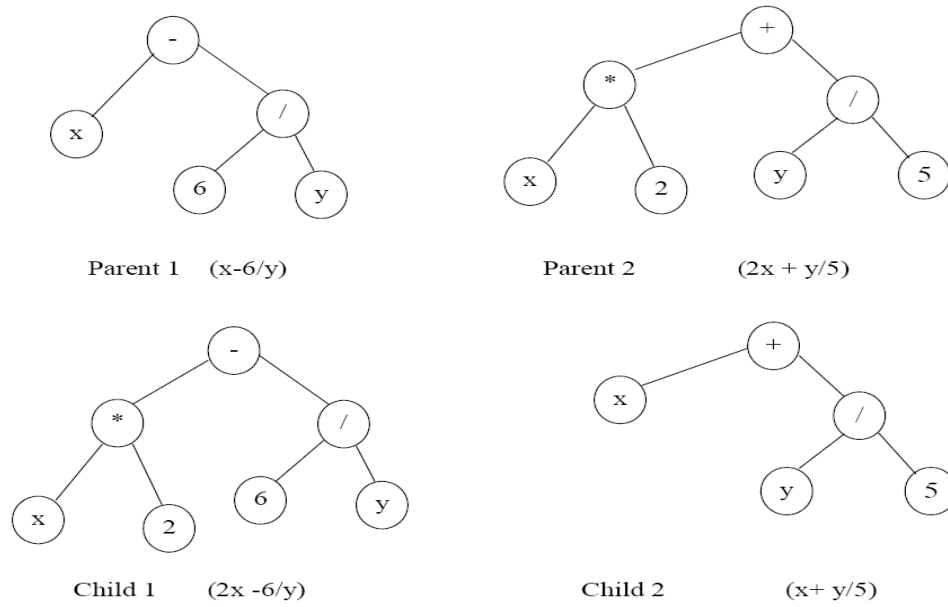 - +
x / * /
6 y x 2 y 5
Parent 1 (x-6/y) Parent 2 (2x + y/5)
- +
* / x /
x 2 6 y y 5
Child 1 (2x -6/y) Child 2 (x+ y/5)